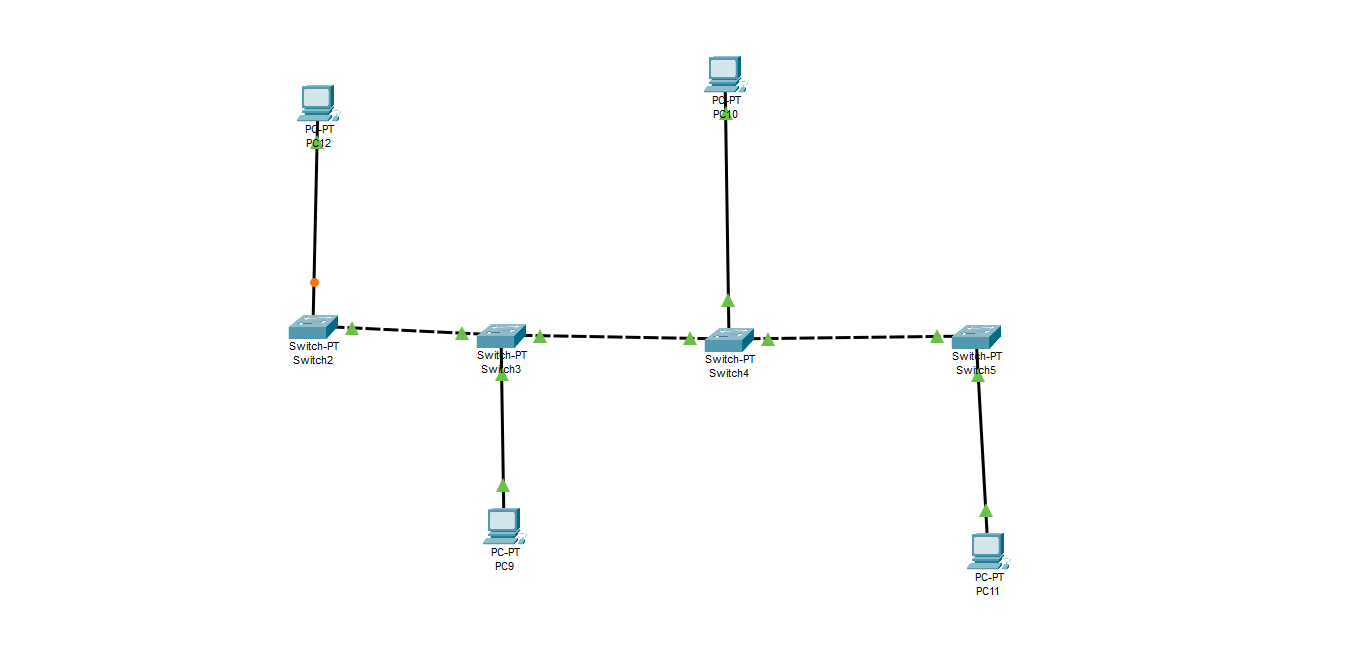 PC-PT
PC12
PC-PT
PC10
Switch-PT
Switch2
Switch-PT
Switch3
Switch-PT
Switch4
Switch-PT
Switch5
PC-PT
PC9
PC-PT
PC11